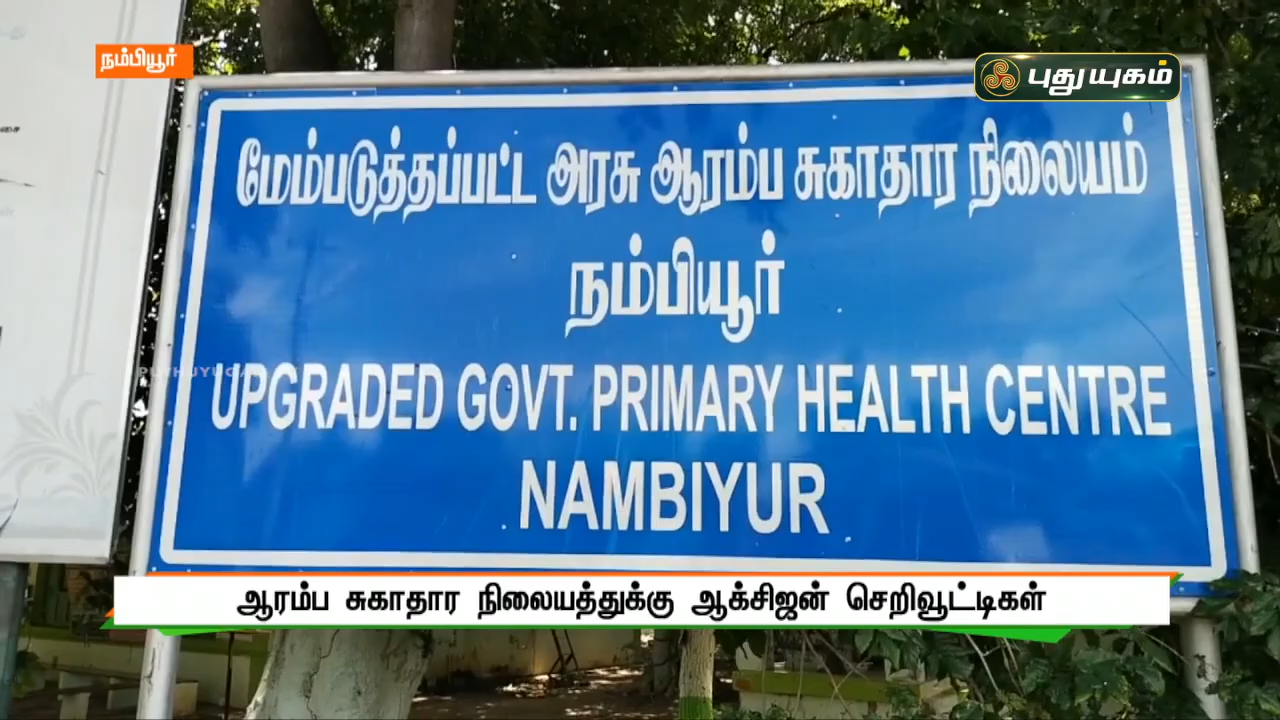 நம்பியூர்
புதுயுகம்
மேம்படுத்தப்பட்ட அரசு ஆரம்ப சுகாதார நிலையம்
நம்பியூர்
UPGRADED GOVT. PRIMARY HEALTH CENTRE
NAMBIYUR
ஆரம்ப சுகாதார நிலையத்துக்கு ஆக்சிஜன் செறிவூட்டிகள்